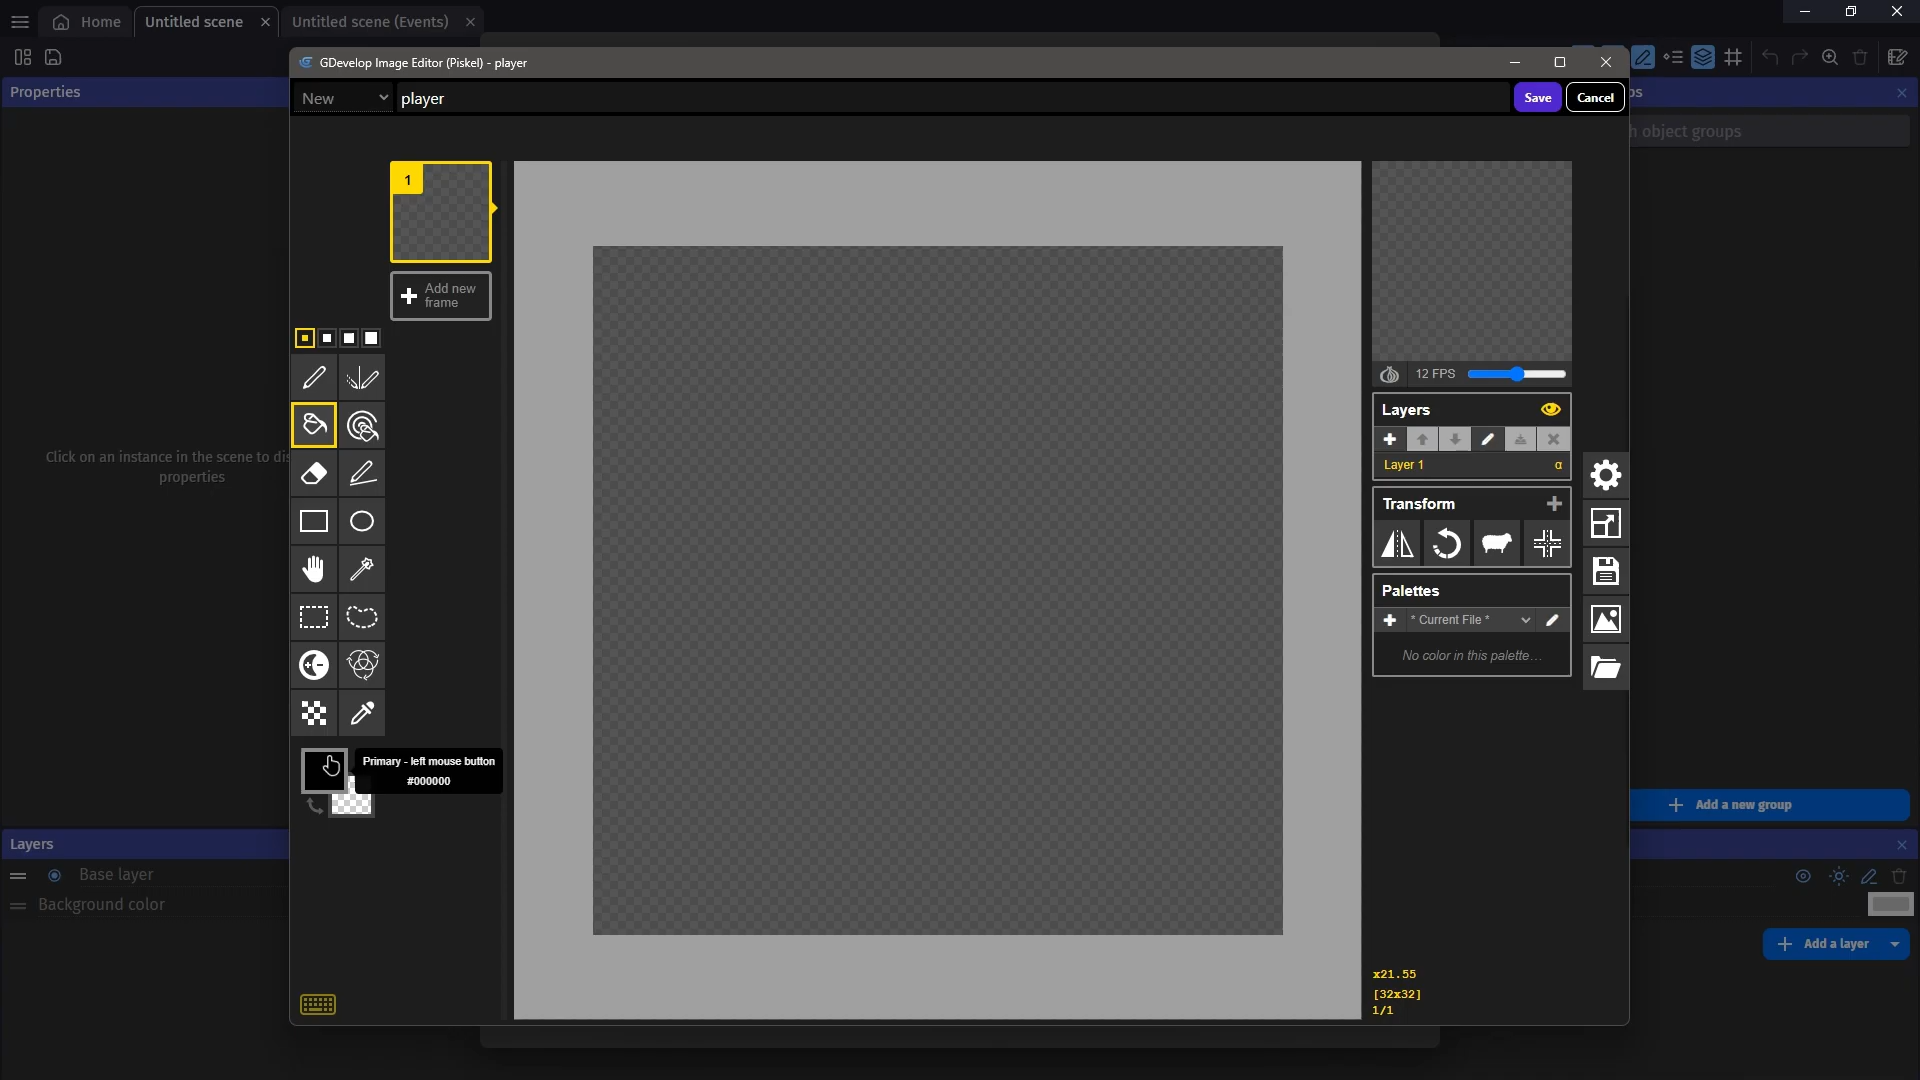 Home
Untitled scene
Untitled scene (Events)
GDevelop Image Editor (Piskel) - player
Properties
New
player
Save
Cancel
h object groups
1
Add new
frame
12 FPS
Layers
Layer 1
α
Click on an instance in the scene to dis
properties
Transform
Palettes
* Current File *
No color in this palette...
Primary - left mouse button
#000000
Add a new group
Layers
Base layer
Background color
Add a layer
x21.55
[32x32]
1/1